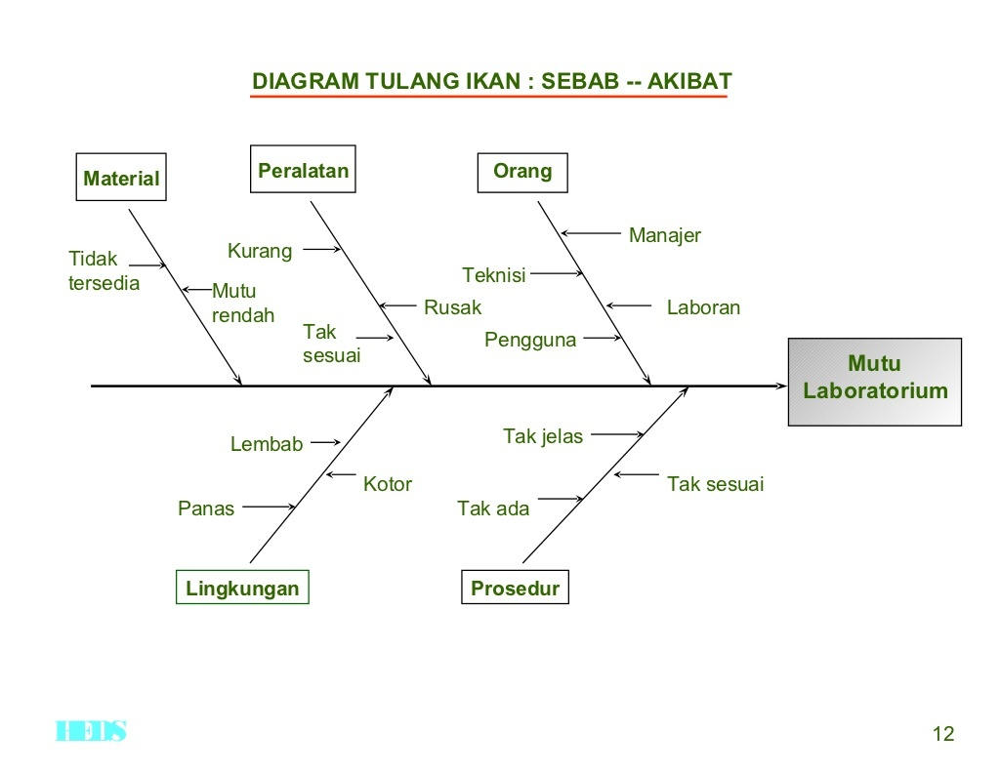 DIAGRAM TULANG IKAN : SEBAB -- AKIBAT
Material
Peralatan
Orang
Tidak
tersedia
Mutu
rendah
Kurang
Rusak
Tak
sesuai
Manajer
Teknisi
Laboran
Pengguna
Mutu
Laboratorium
Lembab
Kotor
Panas
Tak jelas
Tak sesuai
Tak ada
Lingkungan
Prosedur
HEDS
12